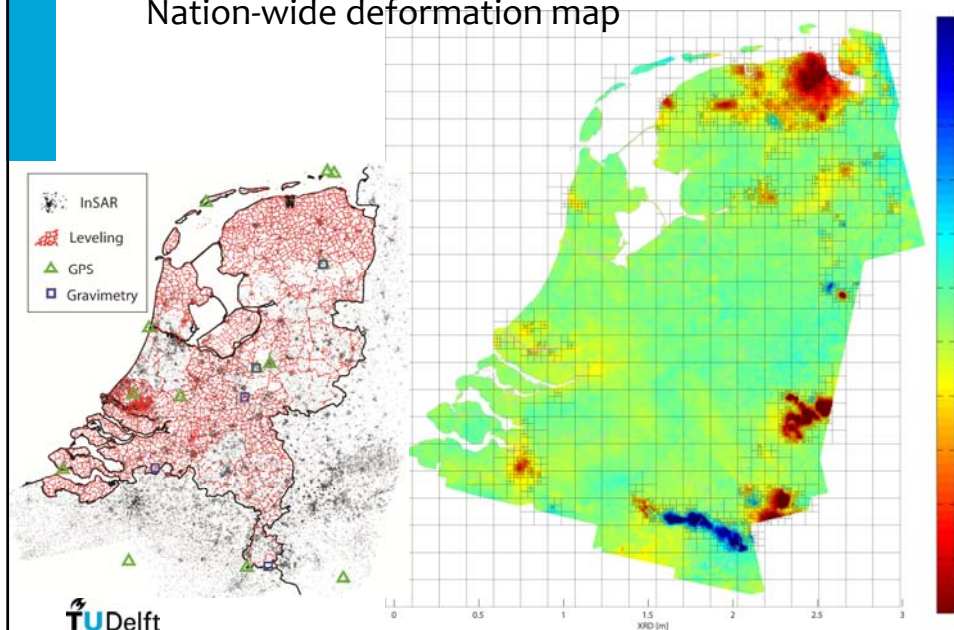 Nation-wide deformation map
InSAR
Leveling
GPS
Gravimetry
0 0.5 1 1.5 2 2.5 3
XRD [m]
TUDelft